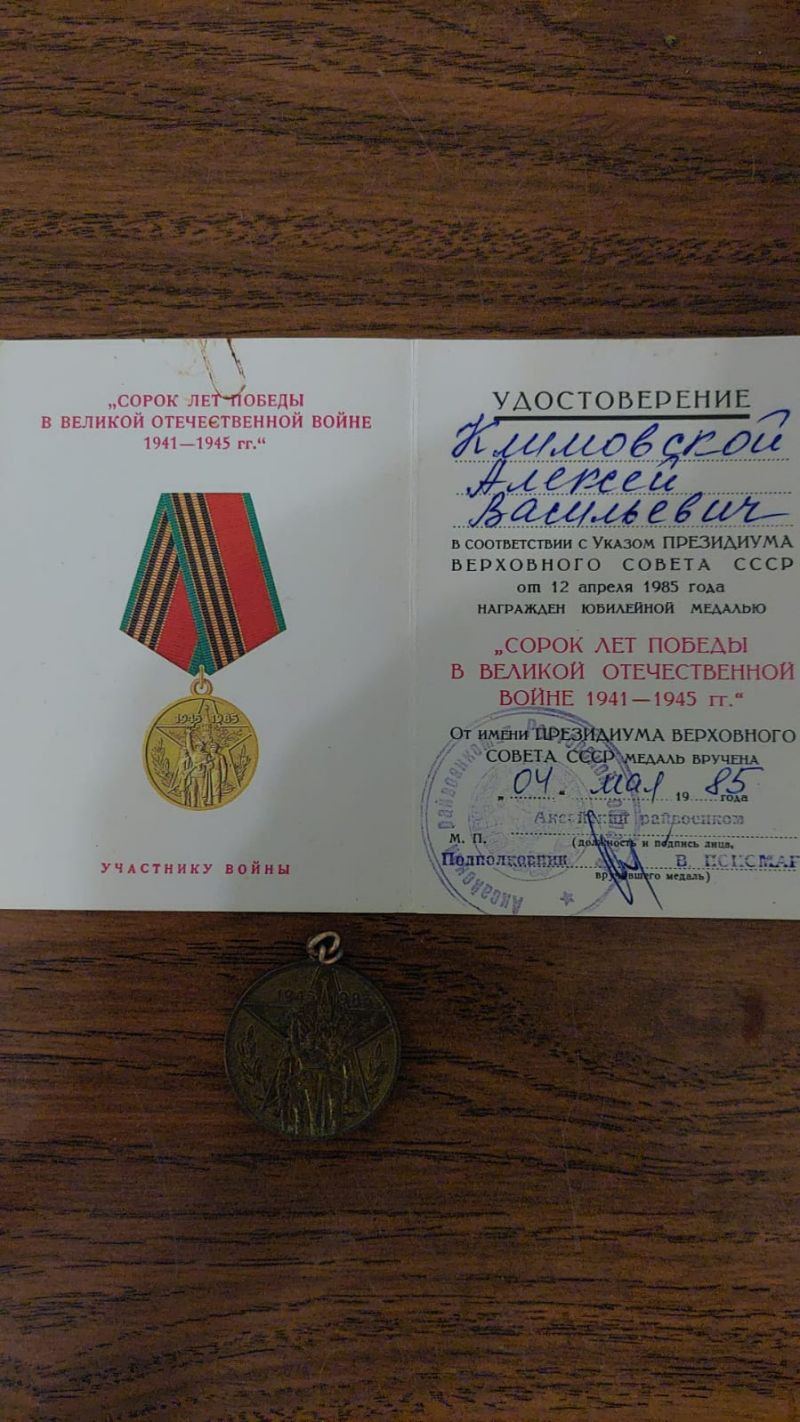 „СОРОК ЛЕТ ПОБЕДЫ
В ВЕЛИКОЙ ОТЕЧЕСТВЕННОЙ ВОЙНЕ
1941—1945 гг.“
1945 1985
УЧАСТНИКУ ВОЙНЫ
УДОСТОВЕРЕНИЕ
Климовской
Алексей
Васильевич
В СООТВЕТСТВИИ С УКАЗОМ ПРЕЗИДИУМА
ВЕРХОВНОГО СОВЕТА СССР
от 12 апреля 1985 года
НАГРАЖДЕН ЮБИЛЕЙНОЙ МЕДАЛЬЮ
„СОРОК ЛЕТ ПОБЕДЫ
В ВЕЛИКОЙ ОТЕЧЕСТВЕННОЙ
ВОЙНЕ 1941—1945 гг.“
ОТ ИМЕНИ ПРЕЗИДИУМА ВЕРХОВНОГО
СОВЕТА СССР МЕДАЛЬ ВРУЧЕНА
„04. мая 1985 года
райвоенком
М. П.
(должность и подпись лица,
Подполковник В.
вручившего медаль)
1945 1985